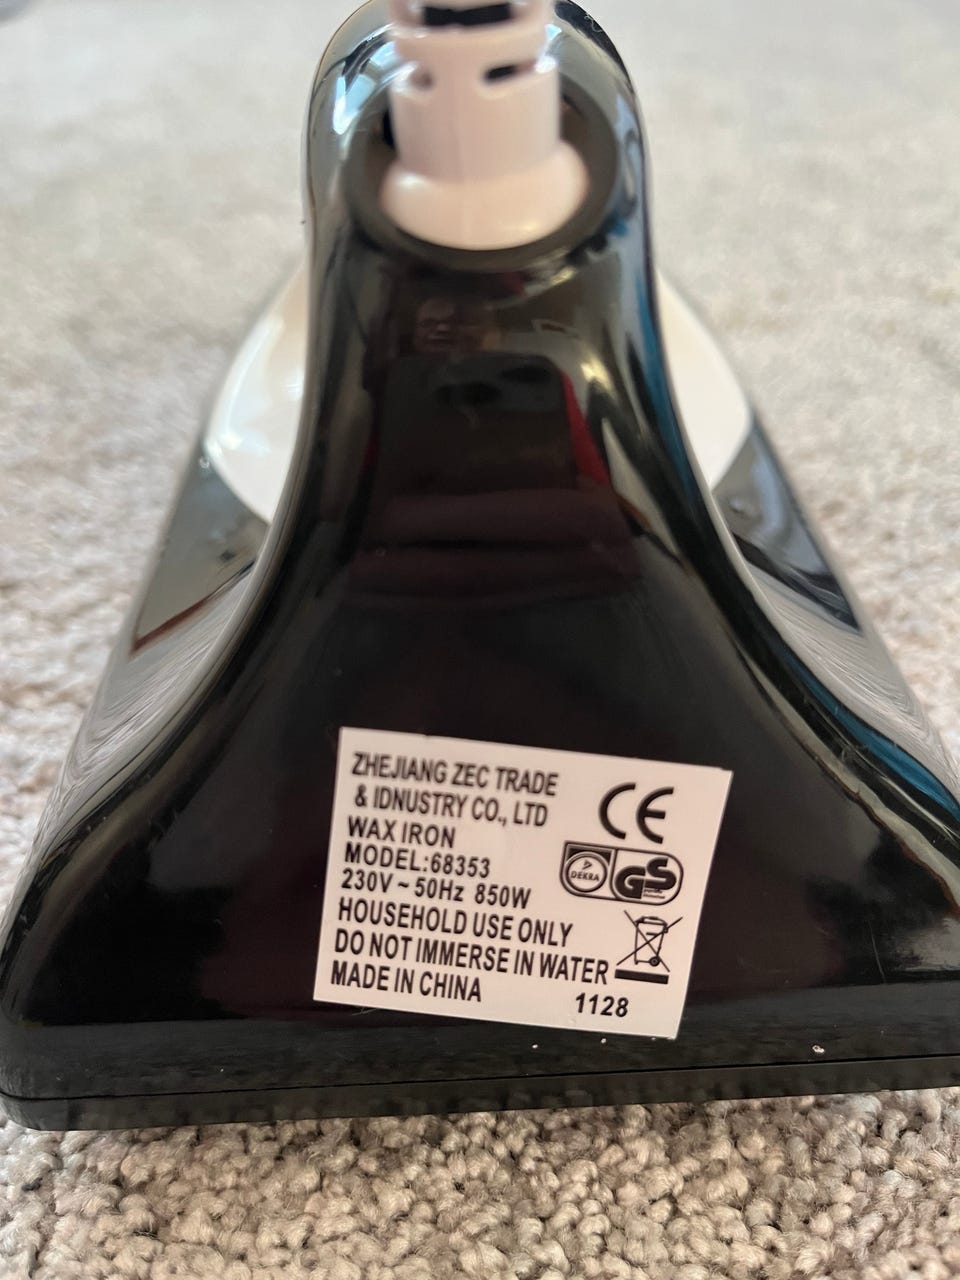 ZHEJIANG ZEC TRADE
& IDNUSTRY CO., LTD
WAX IRON
MODEL:68353
230V ~ 50Hz 850W
HOUSEHOLD USE ONLY
DO NOT IMMERSE IN WATER
MADE IN CHINA
1128
CE
DEKRA
GS